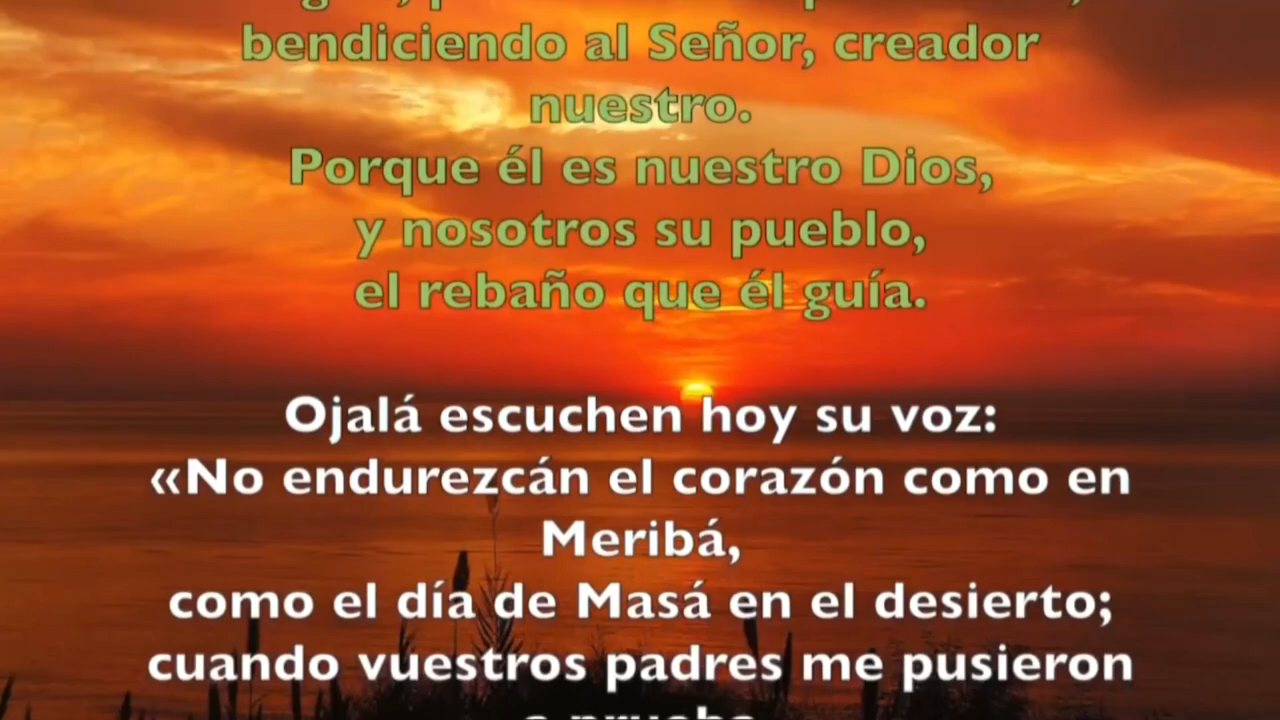 bendiciendo al Señor, creador
nuestro.
Porque él es nuestro Dios,
y nosotros su pueblo,
el rebaño que él guía.
Ojalá escuchen hoy su voz:
«No endurezcán el corazón como en
Meribá,
como el día de Masá en el desierto;
cuando vuestros padres me pusieron